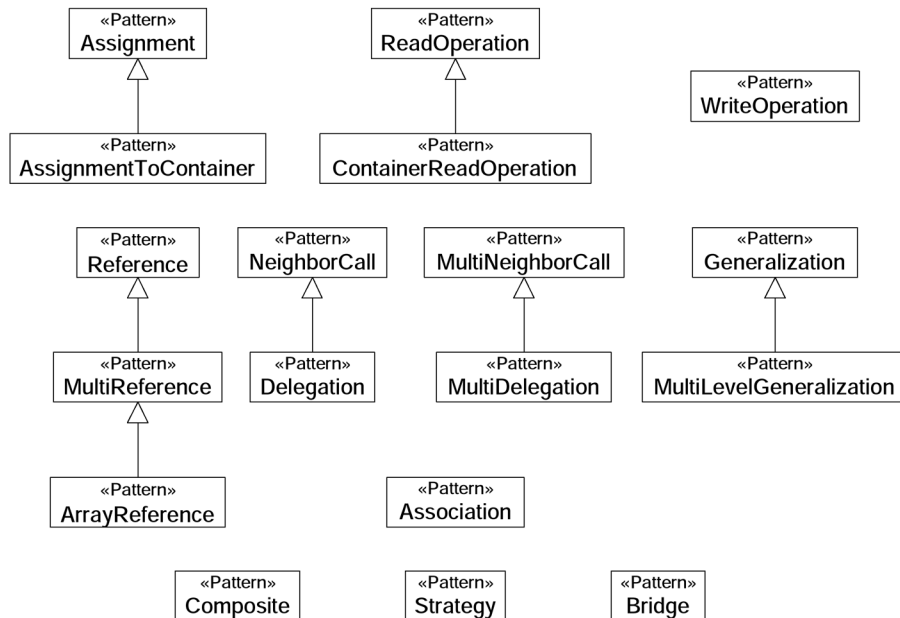 «Pattern»
Assignment
«Pattern»
ReadOperation
«Pattern»
WriteOperation
«Pattern»
AssignmentToContainer
«Pattern»
ContainerReadOperation
«Pattern»
Reference
«Pattern»
NeighborCall
«Pattern»
MultiNeighborCall
«Pattern»
Generalization
«Pattern»
MultiReference
«Pattern»
Delegation
«Pattern»
MultiDelegation
«Pattern»
MultiLevelGeneralization
«Pattern»
ArrayReference
«Pattern»
Association
«Pattern»
Composite
«Pattern»
Strategy
«Pattern»
Bridge